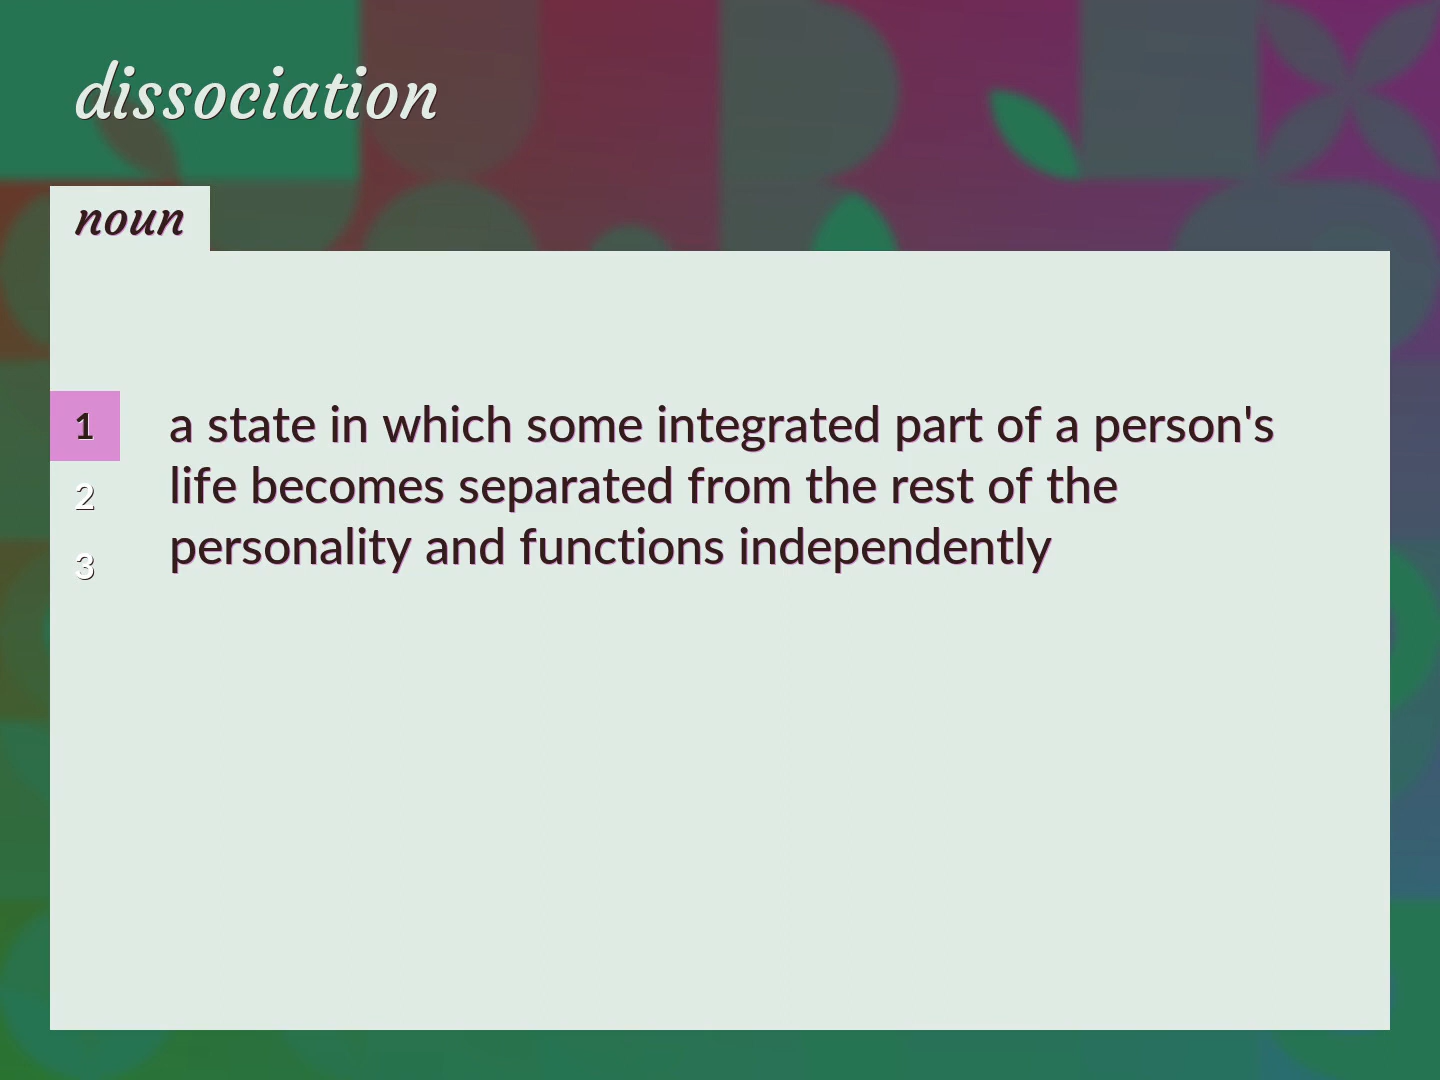 dissociation
noun
1
a state in which some integrated part of a person's
life becomes separated from the rest of the
personality and functions independently
2
3